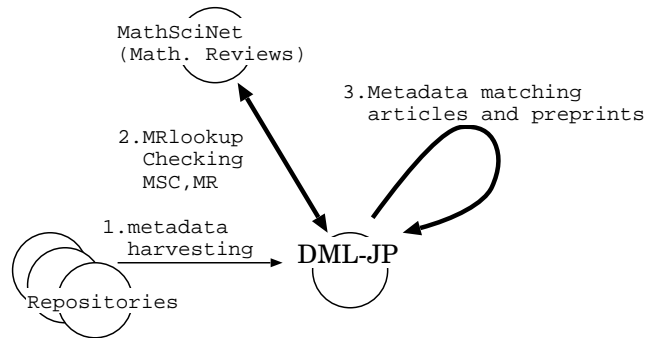 MathSciNet
(Math. Reviews)
3.Metadata matching
articles and preprints
2.MRlookup
Checking
MSC,MR
1.metadata
harvesting
DML-JP
Repositories